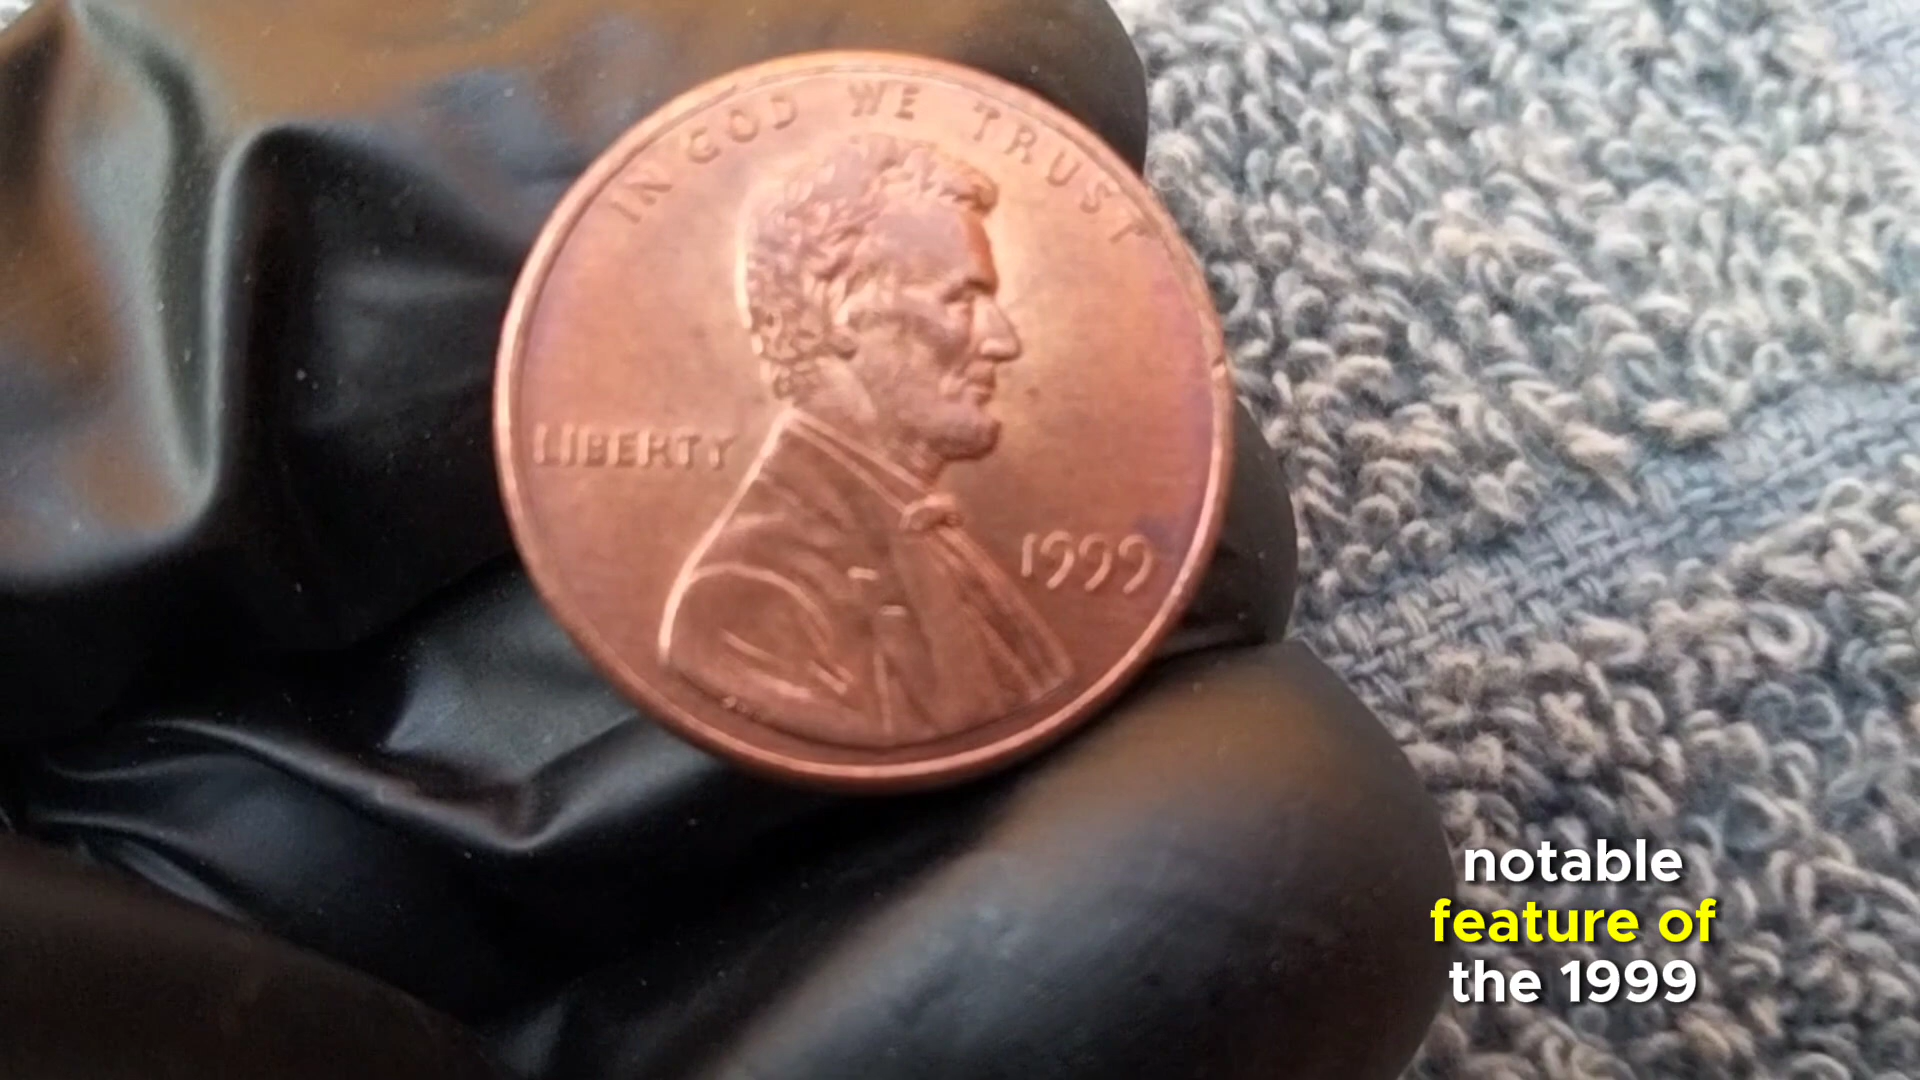 IN GOD WE TRUST
LIBERTY
1999
notable
feature of
the 1999